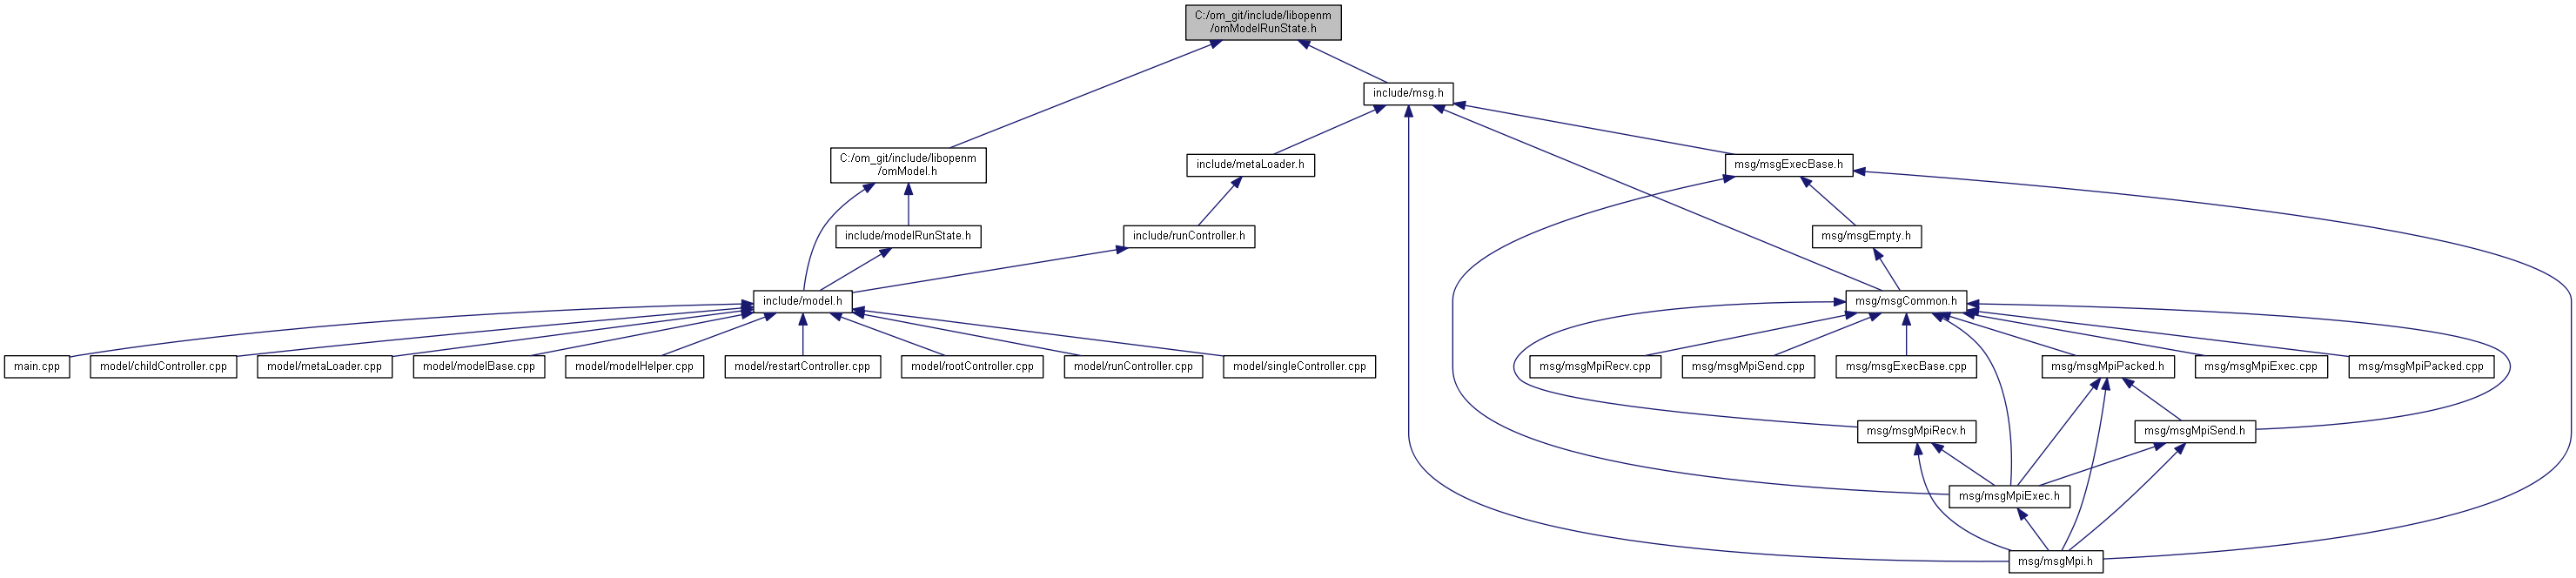 C:/om_git/include/libopenm
/omModelRunState.h
include/msg.h
C:/om_git/include/libopenm
/omModel.h
include/metaLoader.h
msg/msgExecBase.h
include/modelRunState.h
include/runController.h
msg/msgEmpty.h
include/model.h
msg/msgCommon.h
main.cpp
model/childController.cpp
model/metaLoader.cpp
model/modelBase.cpp
model/modelHelper.cpp
model/restartController.cpp
model/rootController.cpp
model/runController.cpp
model/singleController.cpp
msg/msgMpiRecv.cpp
msg/msgMpiSend.cpp
msg/msgExecBase.cpp
msg/msgMpiPacked.h
msg/msgMpiExec.cpp
msg/msgMpiPacked.cpp
msg/msgMpiRecv.h
msg/msgMpiSend.h
msg/msgMpiExec.h
msg/msgMpi.h